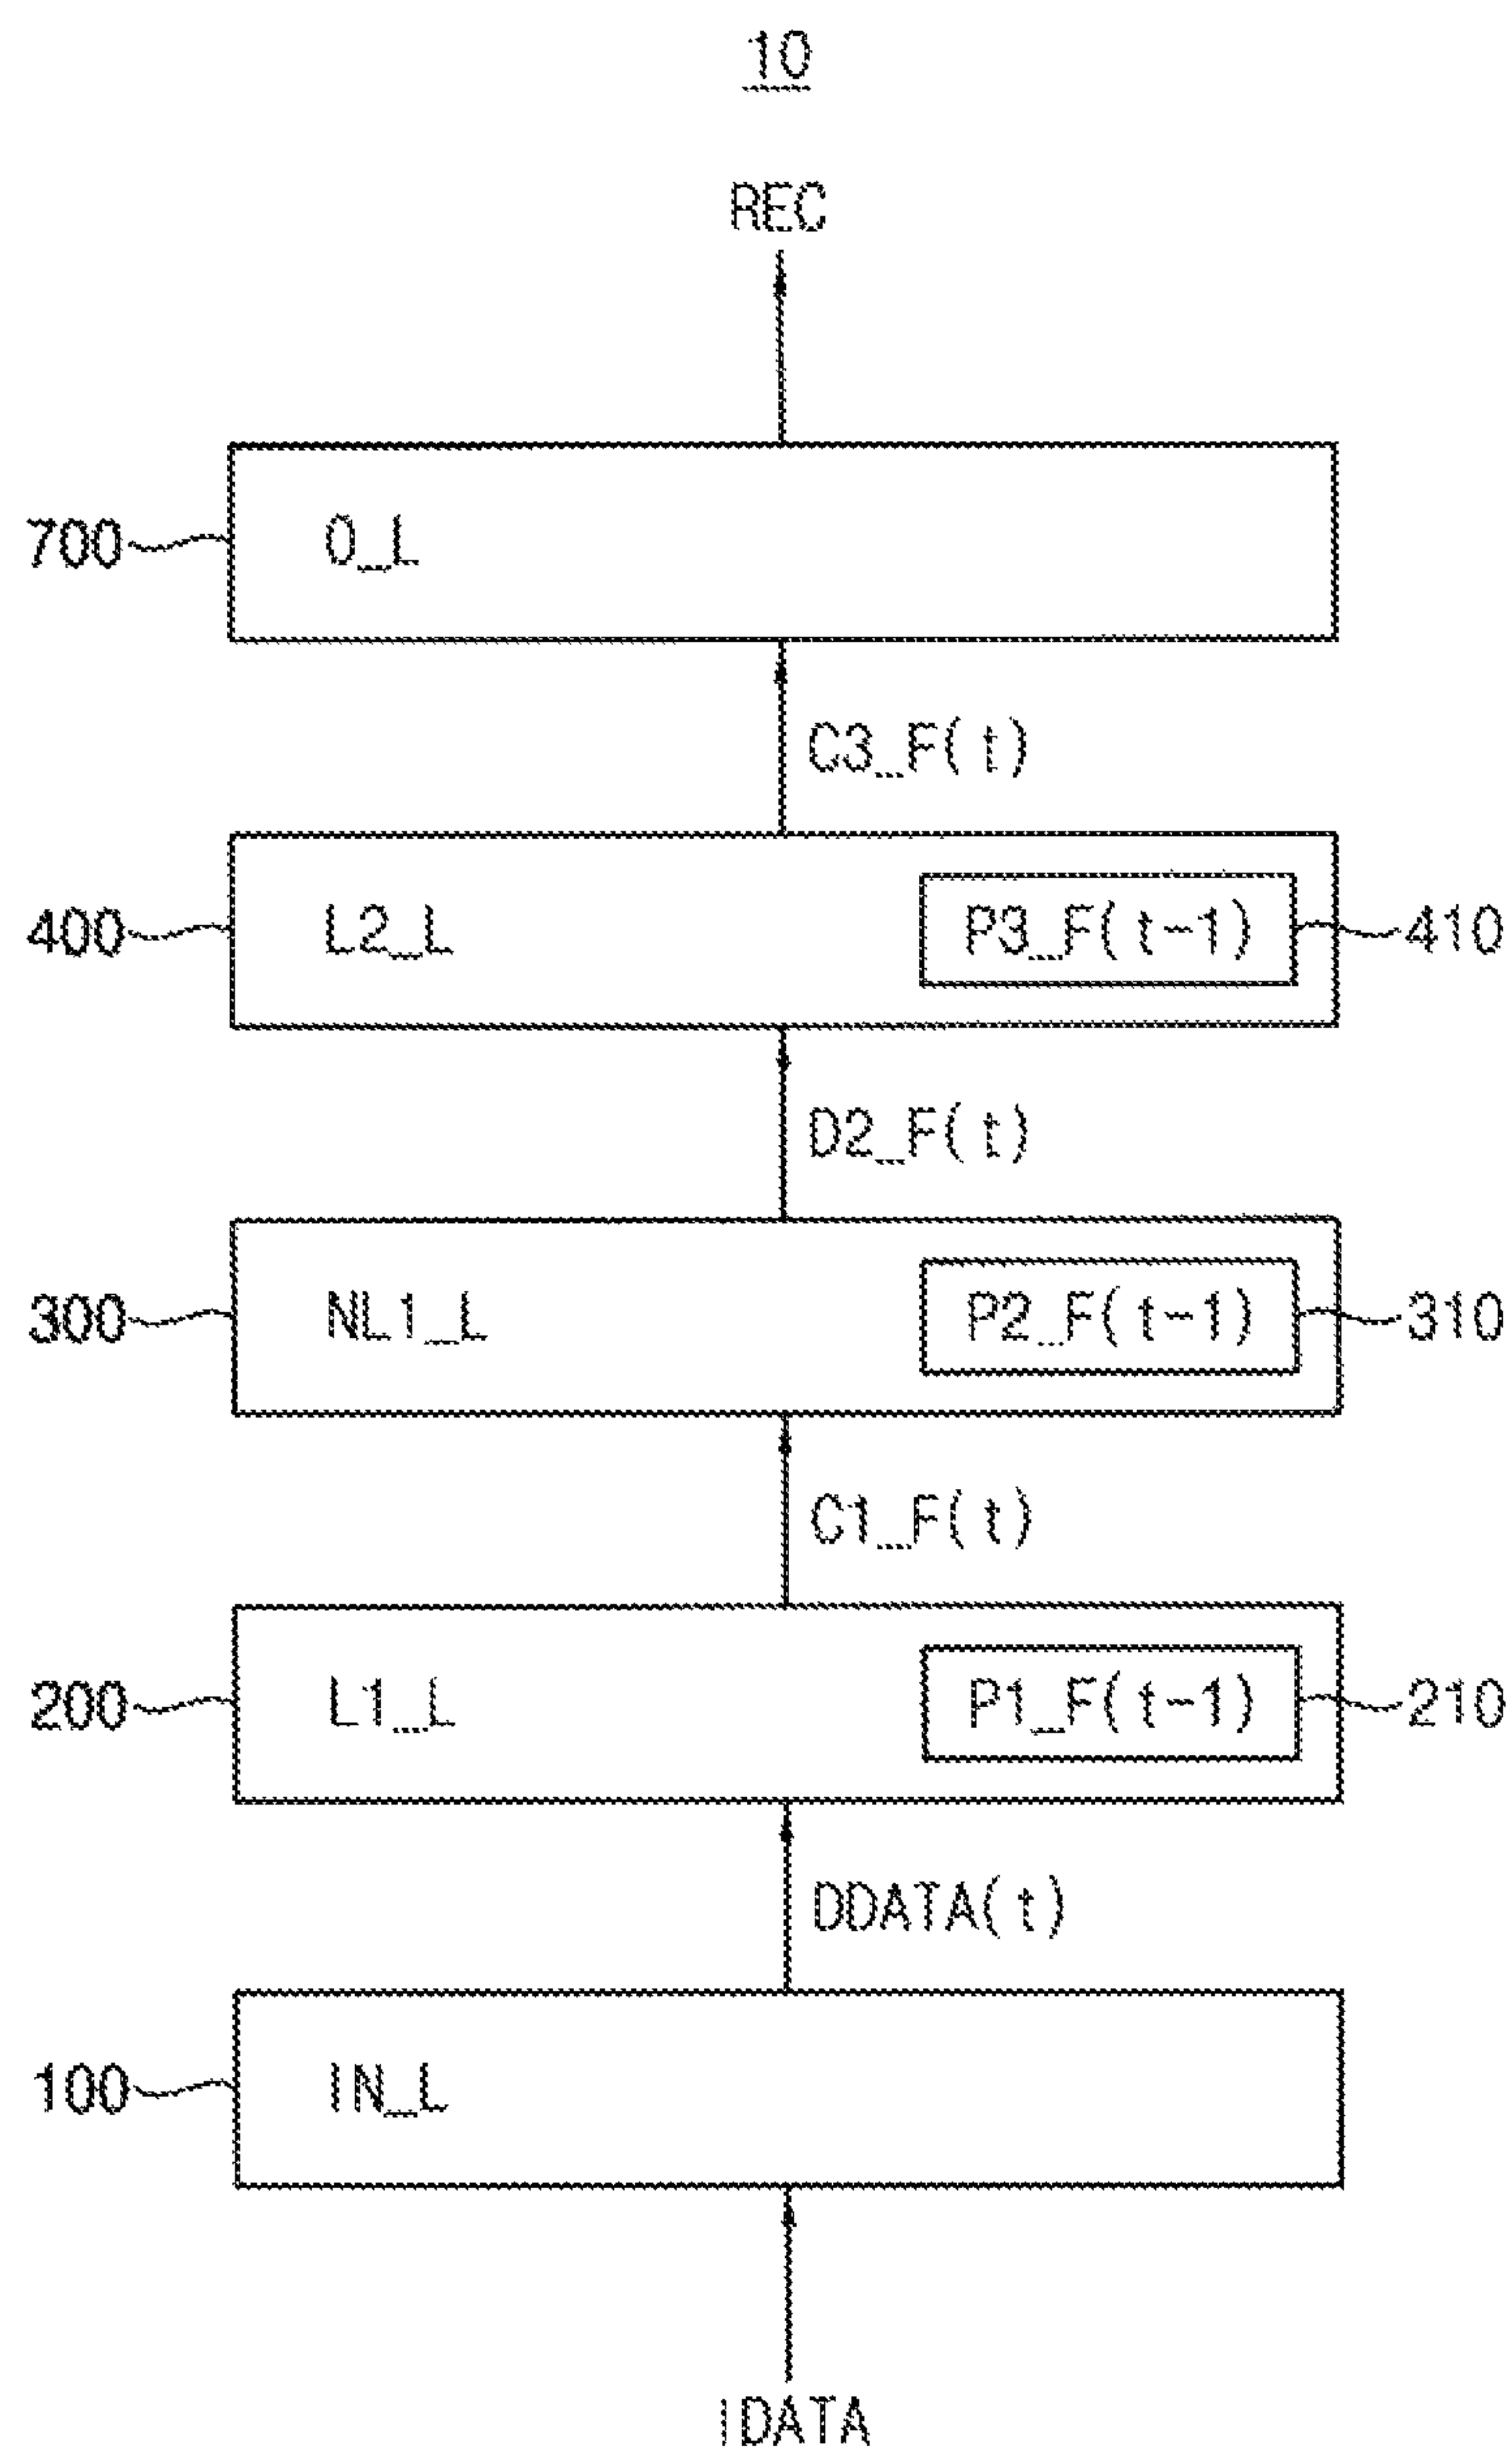 10
REC
700 O_L
C3_F(t)
400 L2_L P3_F(t-1) 410
D2_F(t)
300 NL1_L P2_F(t-1) 310
C1_F(t)
200 L1_L P1_F(t-1) 210
DDATA(t)
100 IN_L
IDATA